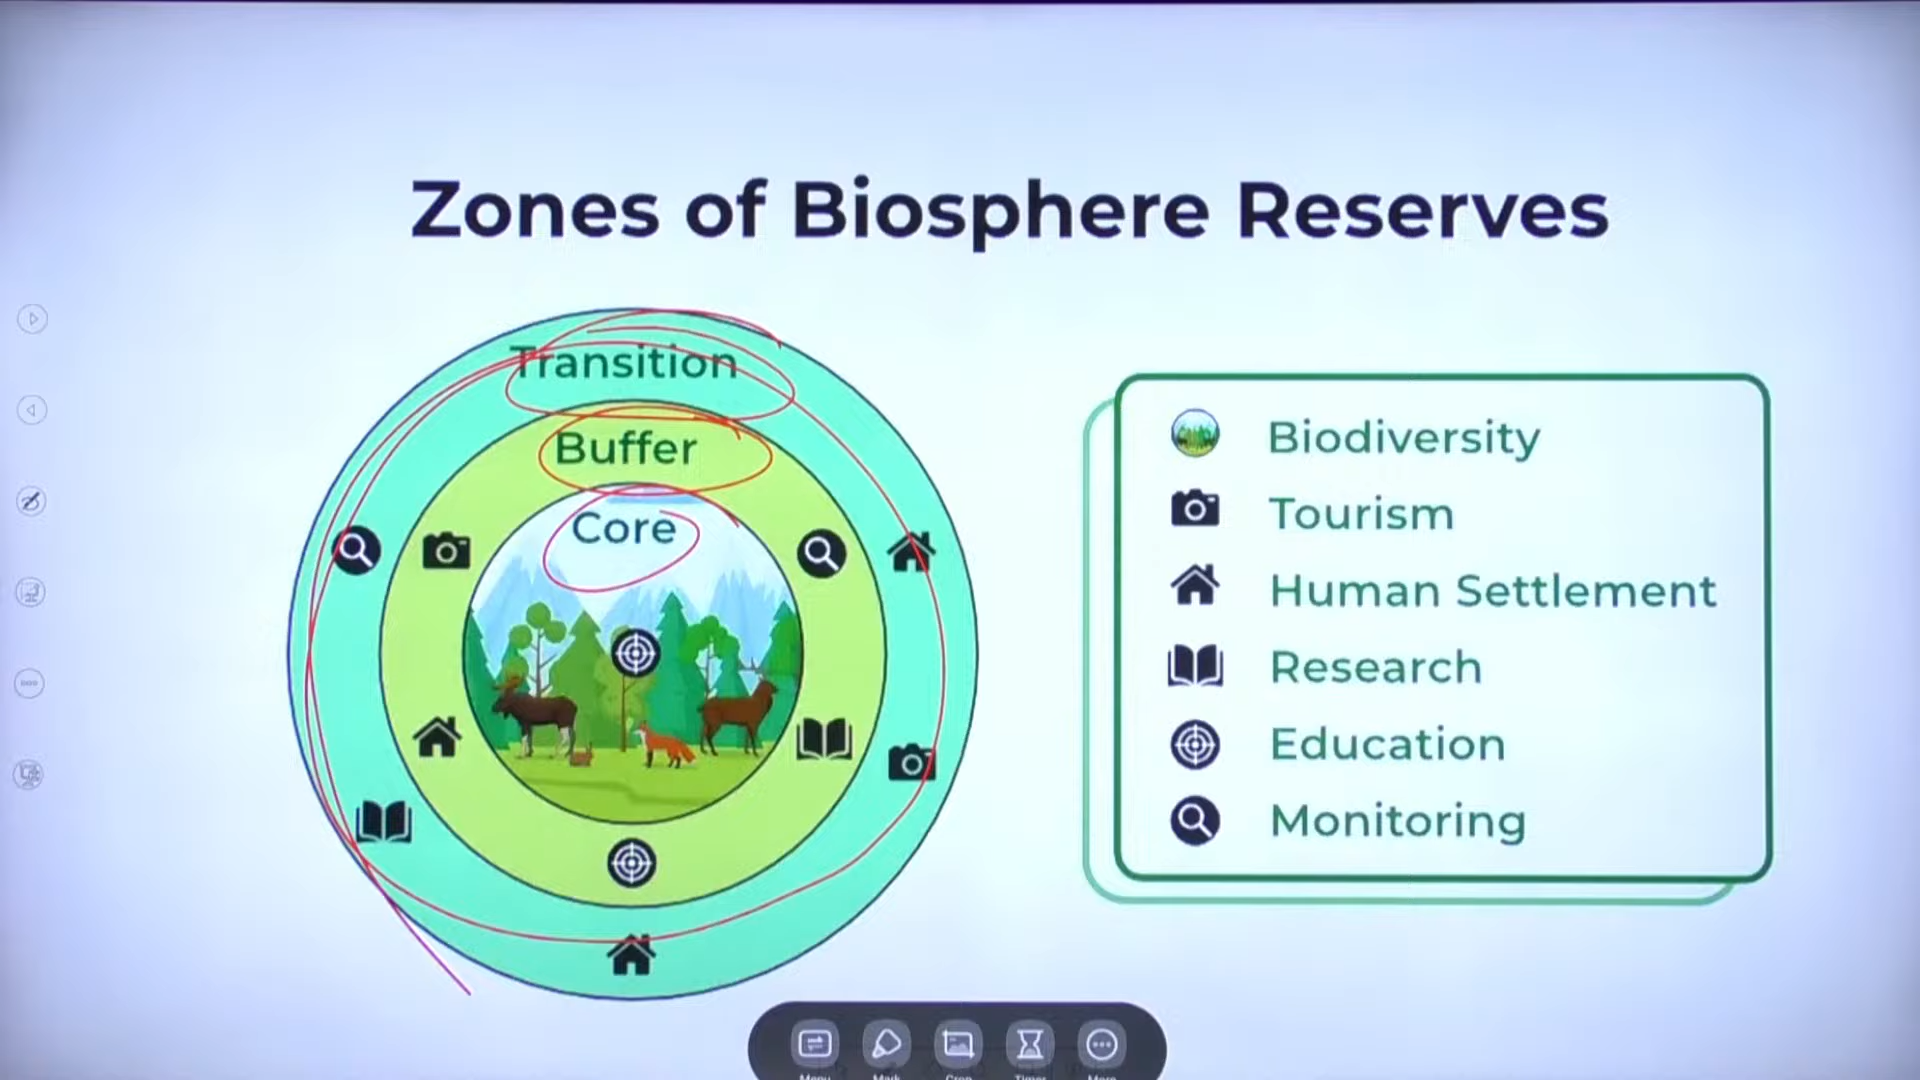 Zones of Biosphere Reserves
Transition
Buffer
Core
Biodiversity
Tourism
Human Settlement
Research
Education
Monitoring